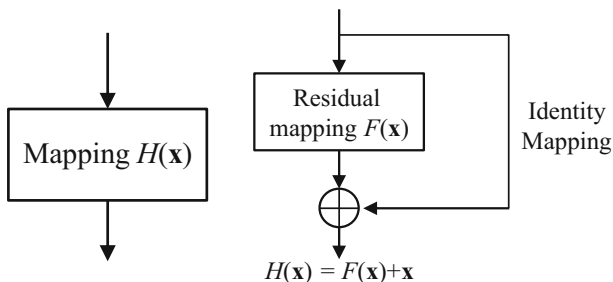 Mapping H(x)
Residual
mapping F(x)
Identity
Mapping
H(x) = F(x)+x